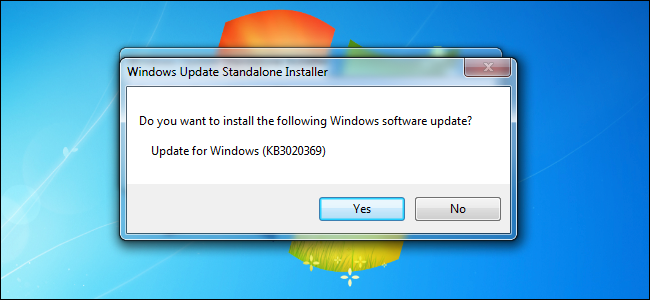 Windows Update Standalone Installer
Do you want to install the following Windows software update?
Update for Windows (KB3020369)
Yes
No